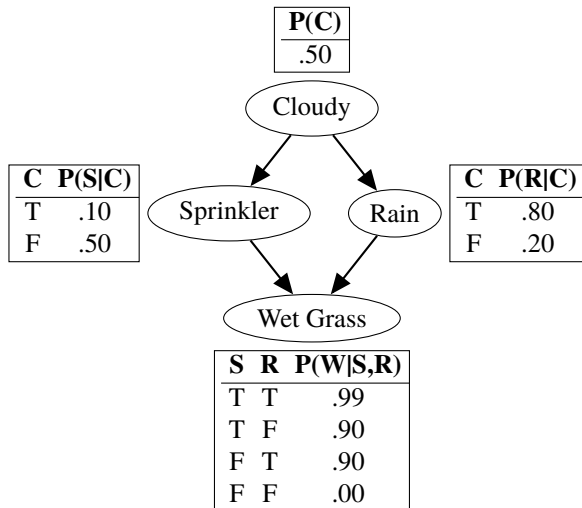 P(C)
.50
Cloudy
C P(S|C)
T .10
F .50
Sprinkler
Rain
C P(R|C)
T .80
F .20
Wet Grass
S R P(W|S,R)
T T .99
T F .90
F T .90
F F .00